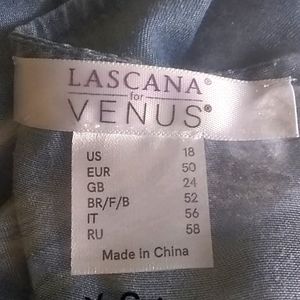 LASCANA®
for
VENUS®
US 18
EUR 50
GB 24
BR/F/B 52
IT 56
RU 58
Made in China